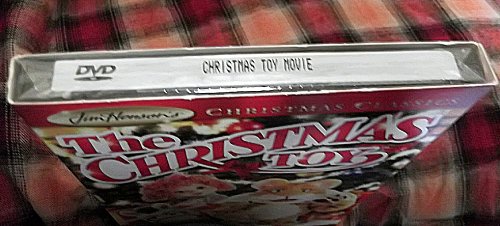 DVD
CHRISTMAS TOY MOVIE
Jim Henson's
CHRISTMAS CLASSICS
The
CHRISTMAS
TOY